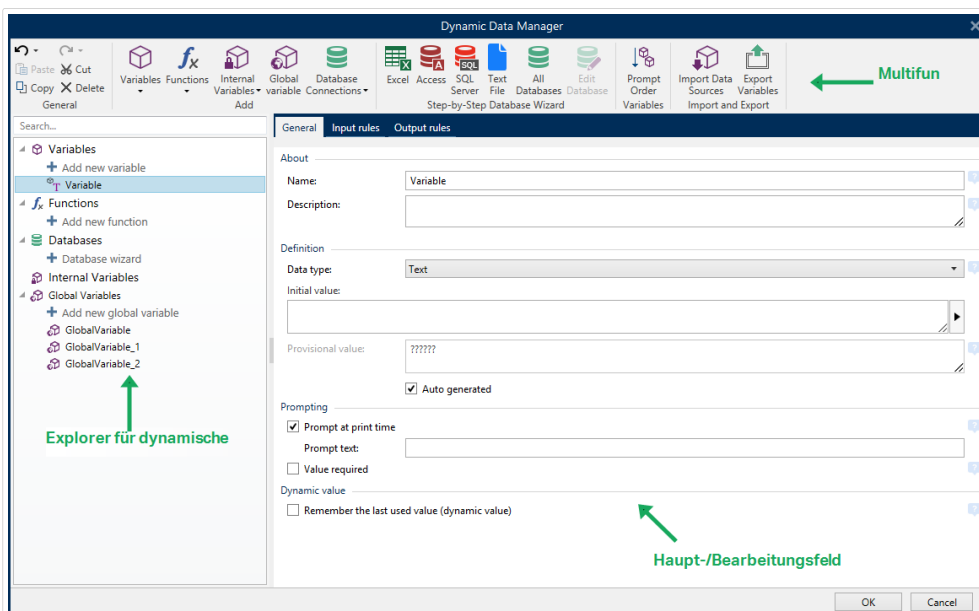 Dynamic Data Manager
Paste Cut
Copy Delete
General
Variables Functions Internal Variables Global variable Database Connections
Add
Excel Access SQL Server Text File All Databases Edit Database
Step-by-Step Database Wizard
Prompt Order
Variables
Import Data Sources Export Variables
Import and Export
Multifun
Search...
Variables
Add new variable
Variable
Functions
Add new function
Databases
Database wizard
Internal Variables
Global Variables
Add new global variable
GlobalVariable
GlobalVariable_1
GlobalVariable_2
Explorer für dynamische
General Input rules Output rules
About
Name: Variable
Description:
Definition
Data type: Text
Initial value:
Provisional value: ??????
Auto generated
Prompting
Prompt at print time
Prompt text:
Value required
Dynamic value
Remember the last used value (dynamic value)
Haupt-/Bearbeitungsfeld
OK Cancel